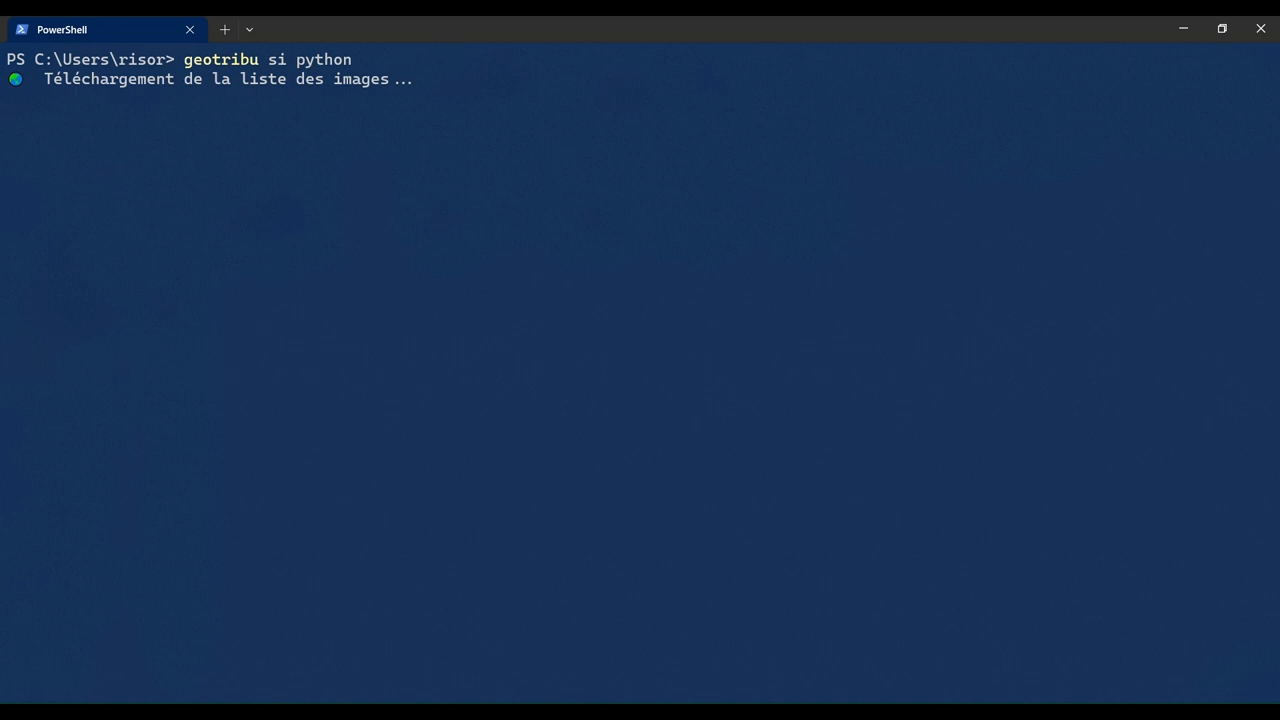 PowerShell
PS C:\Users\risor> geotribu si python
Téléchargement de la liste des images...